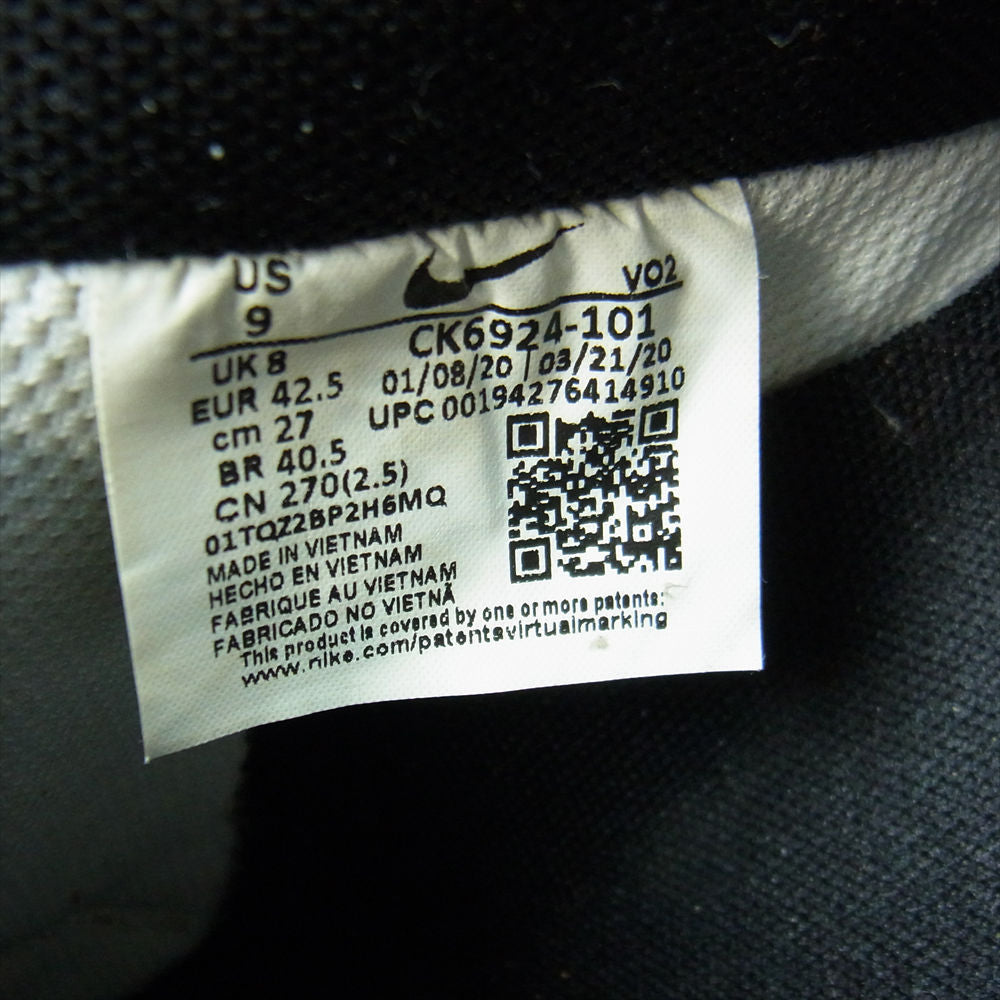 US
9
VO2
UK 8
EUR 42.5
cm 27
BR 40.5
CN 270(2.5)
CK6924-101
01/08/20 | 03/21/20
UPC 00194276414910
01TQZ2BP2H6MQ
MADE IN VIETNAM
HECHO EN VIETNAM
FABRIQUE AU VIETNAM
FABRICADO NO VIETNÃ
This product is covered by one or more patents:
www.nike.com/patentsvirtualmarking